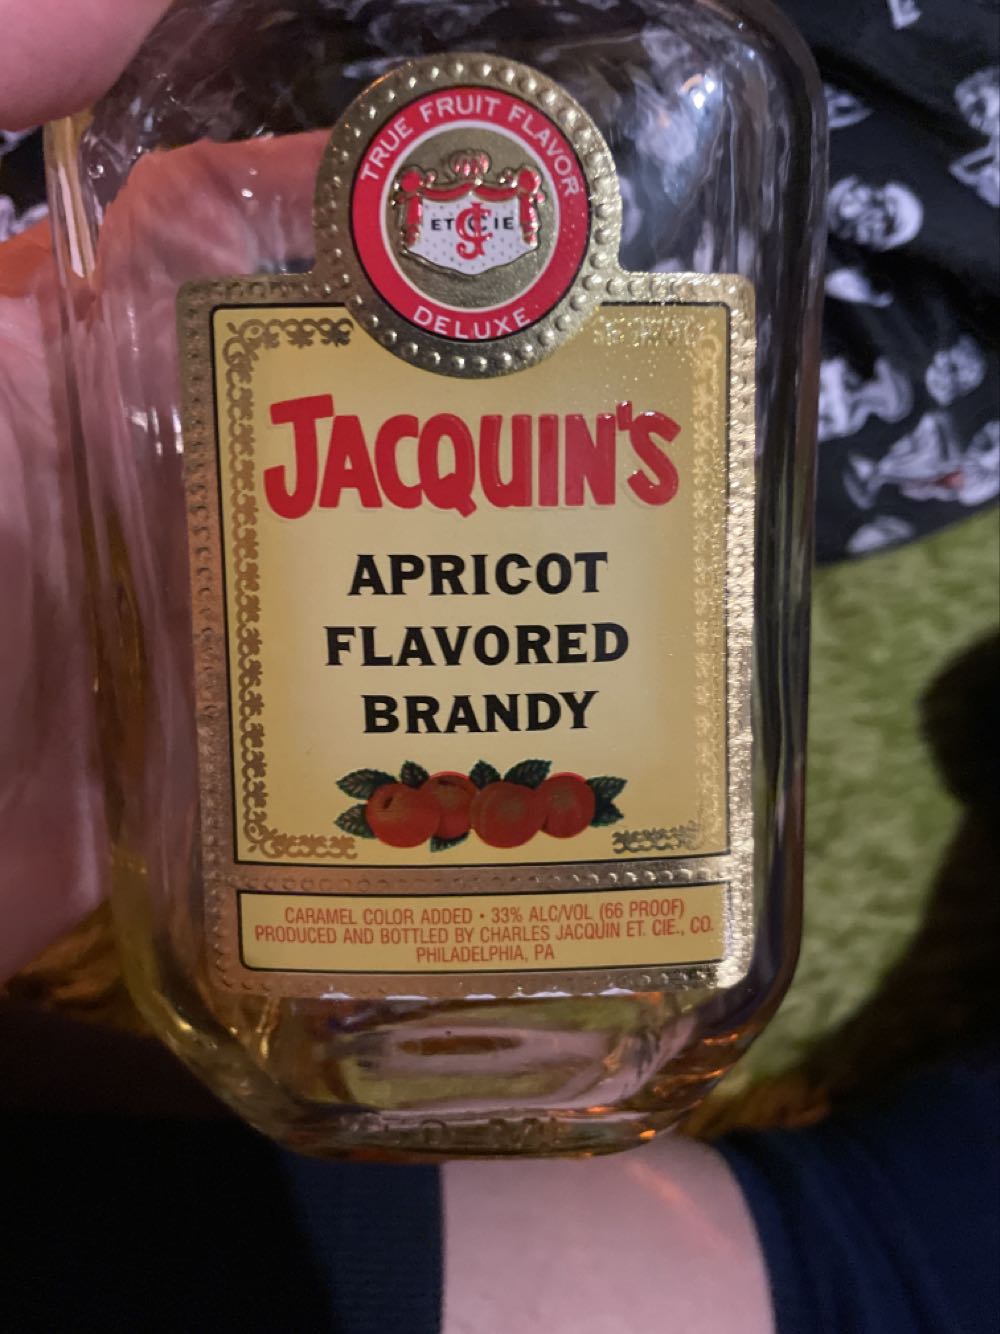 TRUE FRUIT FLAVOR
ET JC CIE
DELUXE
JACQUIN'S
APRICOT
FLAVORED
BRANDY
CARAMEL COLOR ADDED • 33% ALC/VOL (66 PROOF)
PRODUCED AND BOTTLED BY CHARLES JACQUIN ET. CIE., CO.
PHILADELPHIA, PA